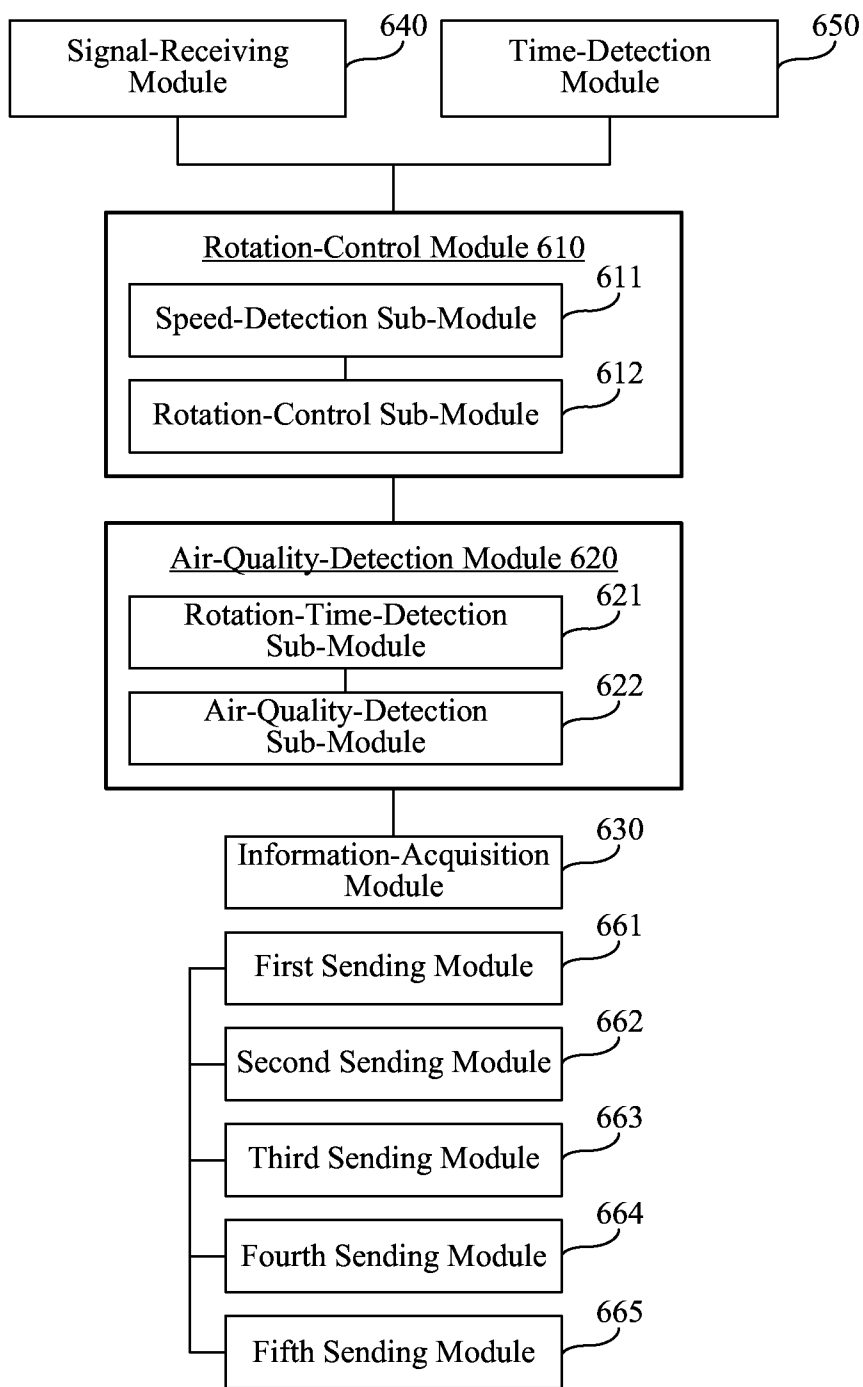 640
650
Signal-Receiving
Module
Time-Detection
Module
Rotation-Control Module 610
611
Speed-Detection Sub-Module
612
Rotation-Control Sub-Module
Air-Quality-Detection Module 620
621
Rotation-Time-Detection
Sub-Module
622
Air-Quality-Detection
Sub-Module
630
Information-Acquisition
Module
661
First Sending Module
662
Second Sending Module
663
Third Sending Module
664
Fourth Sending Module
665
Fifth Sending Module